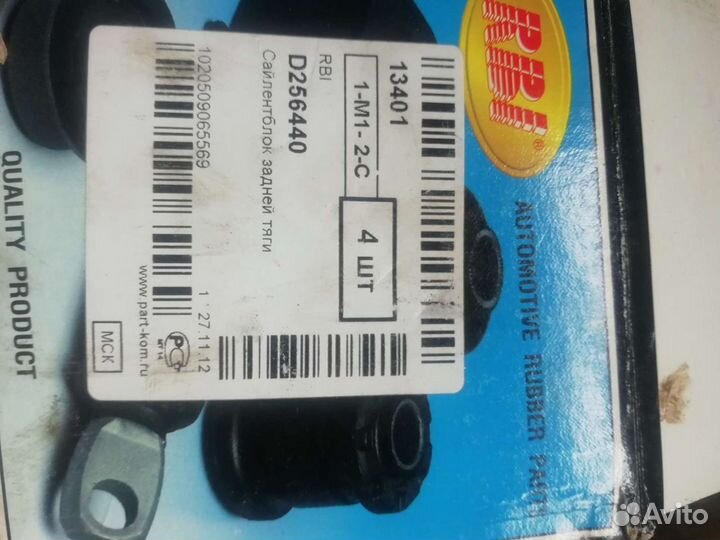 RBI
®
AUTOMOTIVE RUBBER PARTS
QUALITY PRODUCT
13401
1-М1- 2-С
4 ШТ
RBI
D256440
Сайлентблок задней тяги
1020509065569
1 ' 27.11.12
www.part-kom.ru
МСК
Avito